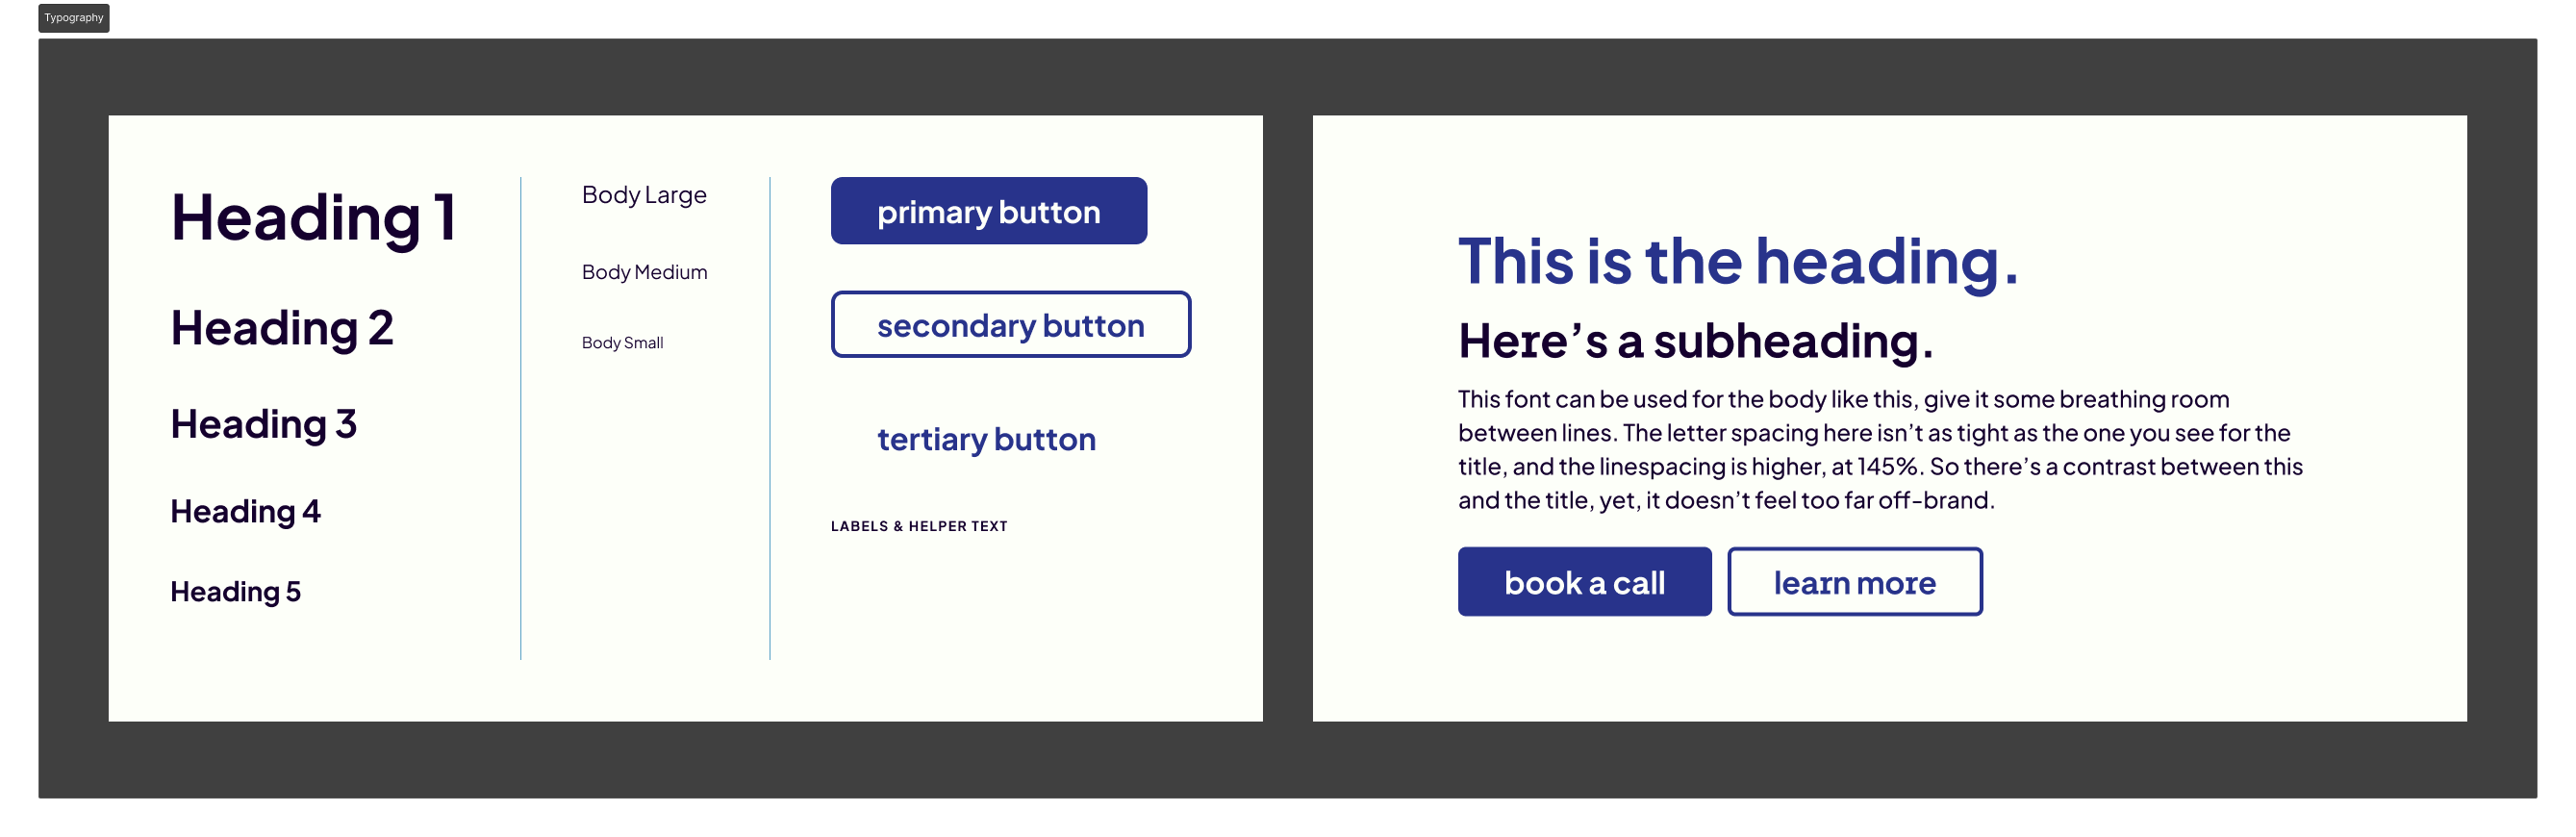 Typography
Heading 1
Heading 2
Heading 3
Heading 4
Heading 5
Body Large
Body Medium
Body Small
primary button
secondary button
tertiary button
LABELS & HELPER TEXT
This is the heading.
Here’s a subheading.
This font can be used for the body like this, give it some breathing room
between lines. The letter spacing here isn’t as tight as the one you see for the
title, and the linespacing is higher, at 145%. So there’s a contrast between this
and the title, yet, it doesn’t feel too far off-brand.
book a call
learn more